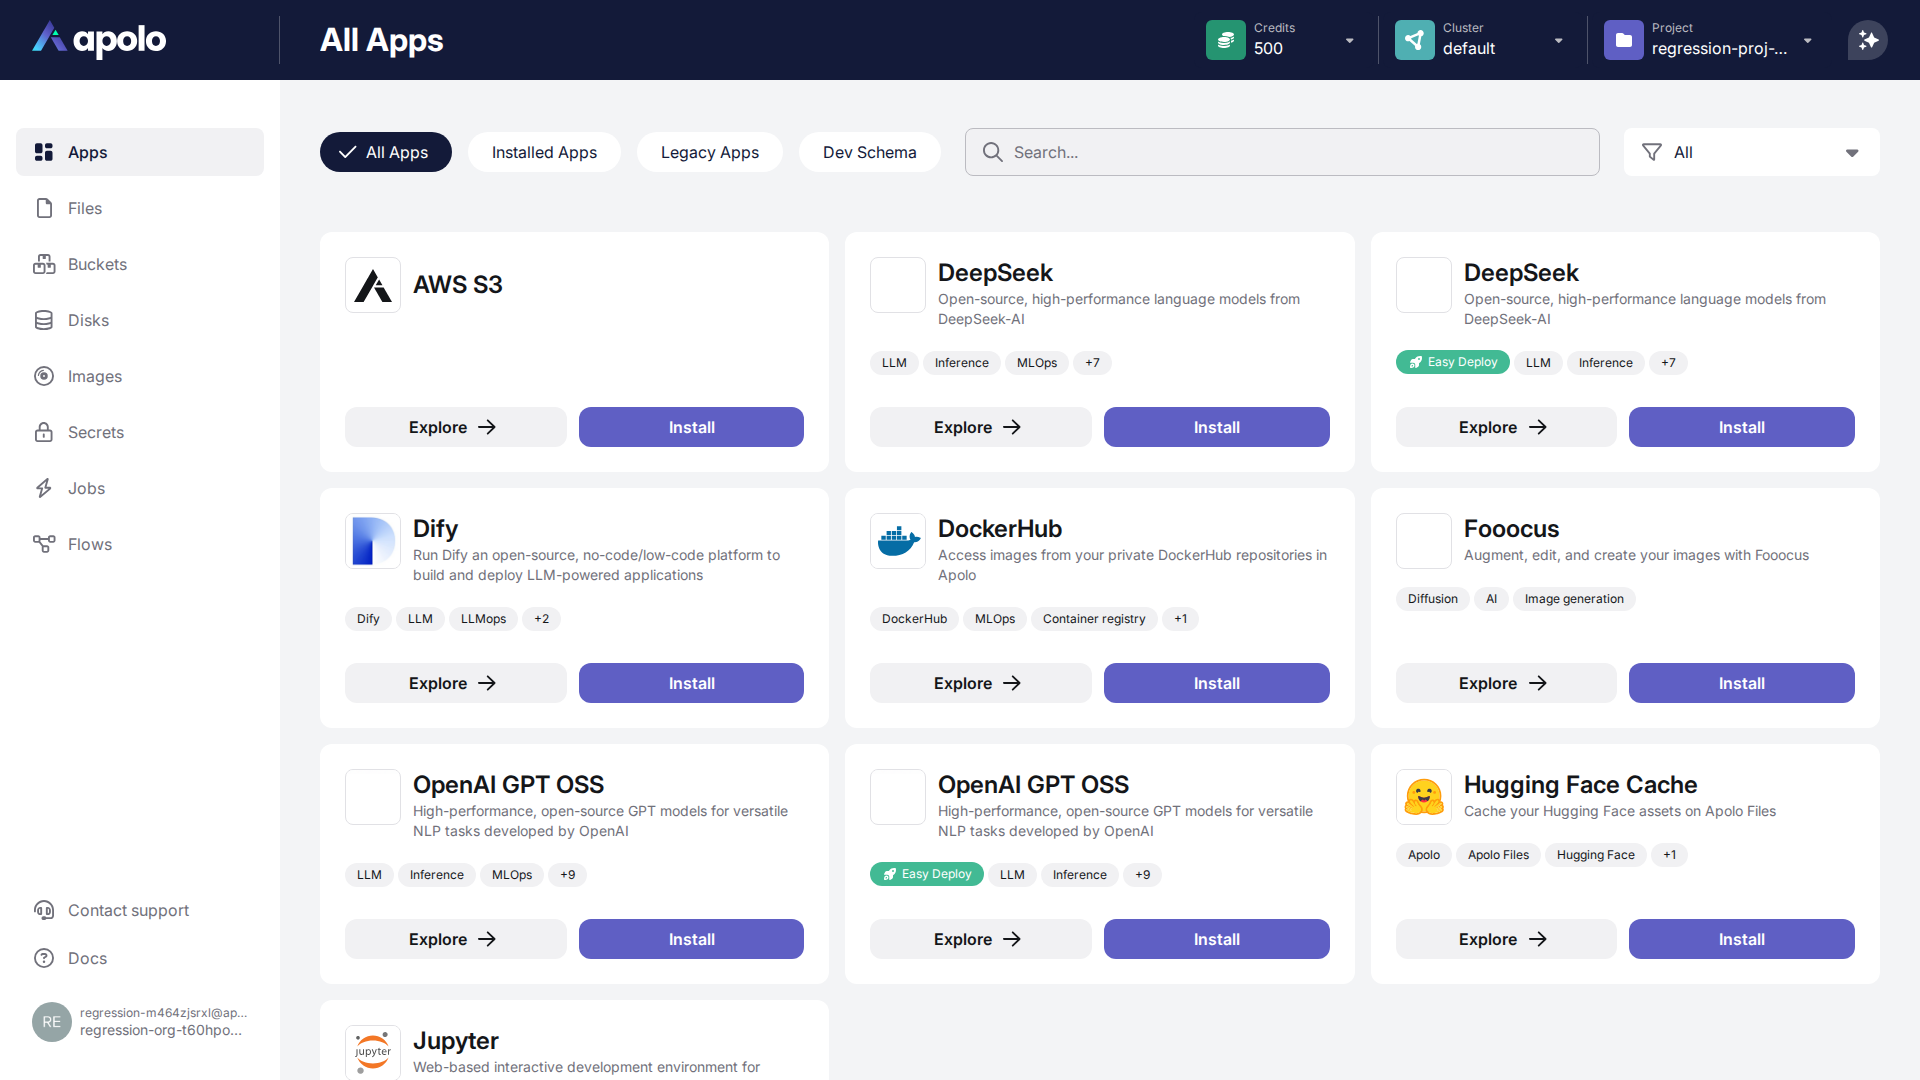 apolo
All Apps
Credits
500
Cluster
default
Project
regression-proj-...
Apps
Files
Buckets
Disks
Images
Secrets
Jobs
Flows
Contact support
Docs
RE
regression-m464zjsrxl@ap...
regression-org-t60hpo...
All Apps
Installed Apps
Legacy Apps
Dev Schema
Search...
All
AWS S3
Explore
Install
DeepSeek
Open-source, high-performance language models from
DeepSeek-AI
LLM
Inference
MLOps
+7
Explore
Install
DeepSeek
Open-source, high-performance language models from
DeepSeek-AI
Easy Deploy
LLM
Inference
+7
Explore
Install
Dify
Run Dify an open-source, no-code/low-code platform to
build and deploy LLM-powered applications
Dify
LLM
LLMops
+2
Explore
Install
DockerHub
Access images from your private DockerHub repositories in
Apolo
DockerHub
MLOps
Container registry
+1
Explore
Install
Fooocus
Augment, edit, and create your images with Fooocus
Diffusion
AI
Image generation
Explore
Install
OpenAI GPT OSS
High-performance, open-source GPT models for versatile
NLP tasks developed by OpenAI
LLM
Inference
MLOps
+9
Explore
Install
OpenAI GPT OSS
High-performance, open-source GPT models for versatile
NLP tasks developed by OpenAI
Easy Deploy
LLM
Inference
+9
Explore
Install
Hugging Face Cache
Cache your Hugging Face assets on Apolo Files
Apolo
Apolo Files
Hugging Face
+1
Explore
Install
jupyter
Jupyter
Web-based interactive development environment for